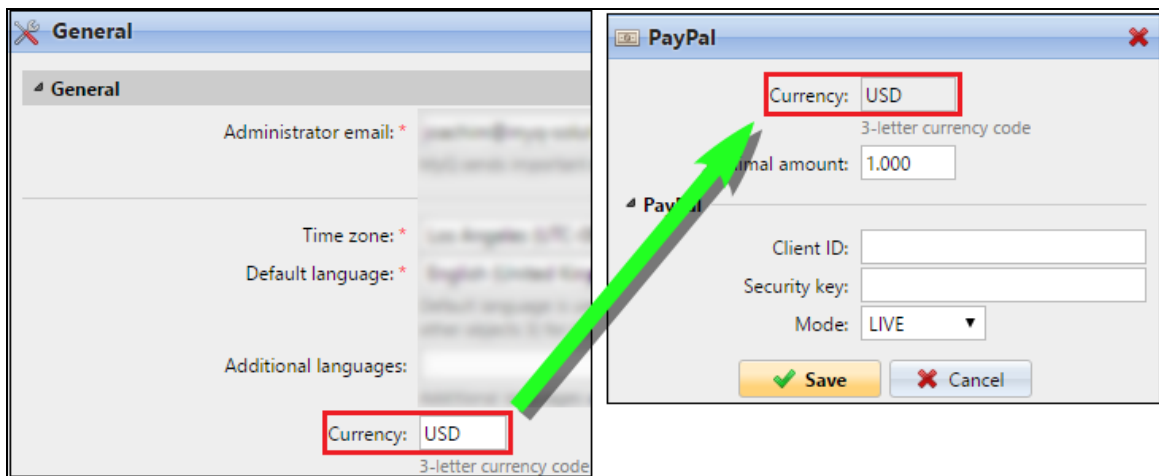 General
General
Administrator email: *
Time zone: *
Default language: *
Additional languages:
Currency: USD
3-letter currency code
PayPal
Currency: USD
3-letter currency code
imal amount: 1.000
PayPal
Client ID:
Security key:
Mode: LIVE
Save
Cancel